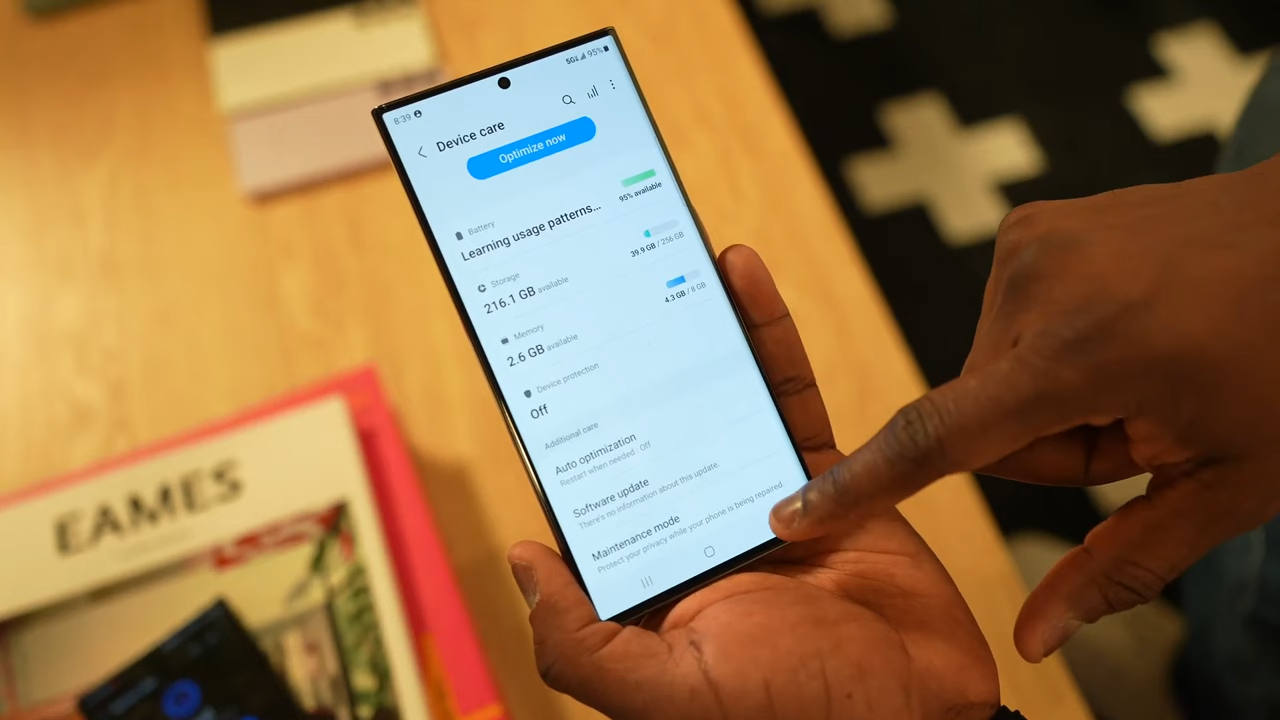 8:39
5G 95%
Device care
Optimize now
Battery
Learning usage patterns...
95% available
Storage
216.1 GB available
39.9 GB / 256 GB
Memory
2.6 GB available
4.3 GB / 8 GB
Device protection
Off
Additional care
Auto optimization
Restart when needed : Off
Software update
There's no information about this update.
Maintenance mode
Protect your privacy while your phone is being repaired.
EAMES